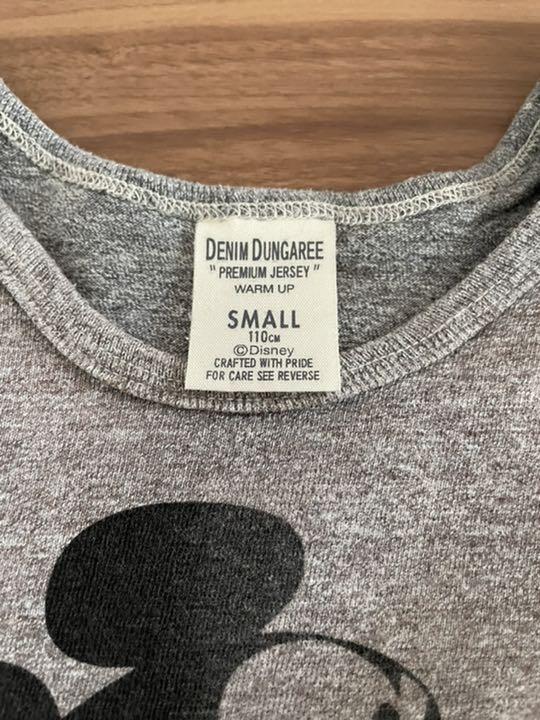 DENIM DUNGAREE
"PREMIUM JERSEY"
WARM UP
SMALL
110CM
©Disney
CRAFTED WITH PRIDE
FOR CARE SEE REVERSE